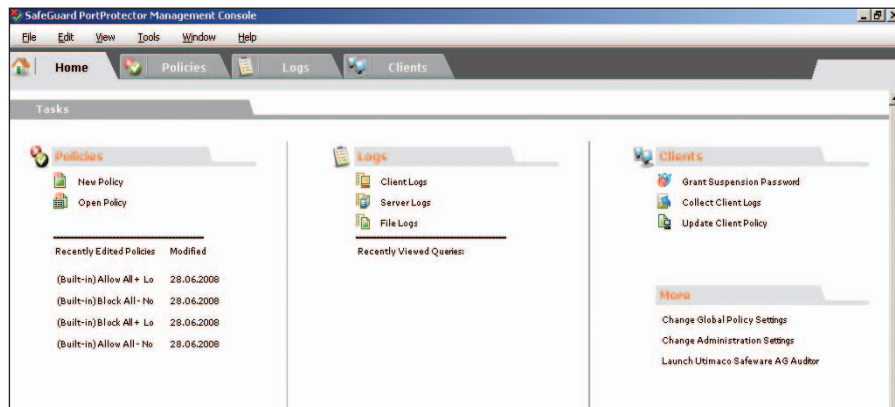 SafeGuard PortProtector Management Console
File Edit View Tools Window Help
Home Policies Logs Clients
Tasks
Policies
New Policy
Open Policy
Recently Edited Policies Modified
(Built-in) Allow All + Lo 28.06.2008
(Built-in) Block All - No 28.06.2008
(Built-in) Block All + Lo 28.06.2008
(Built-in) Allow All - No 28.06.2008
Logs
Client Logs
Server Logs
File Logs
Recently Viewed Queries:
Clients
Grant Suspension Password
Collect Client Logs
Update Client Policy
More
Change Global Policy Settings
Change Administration Settings
Launch Utimaco Safeware AG Auditor